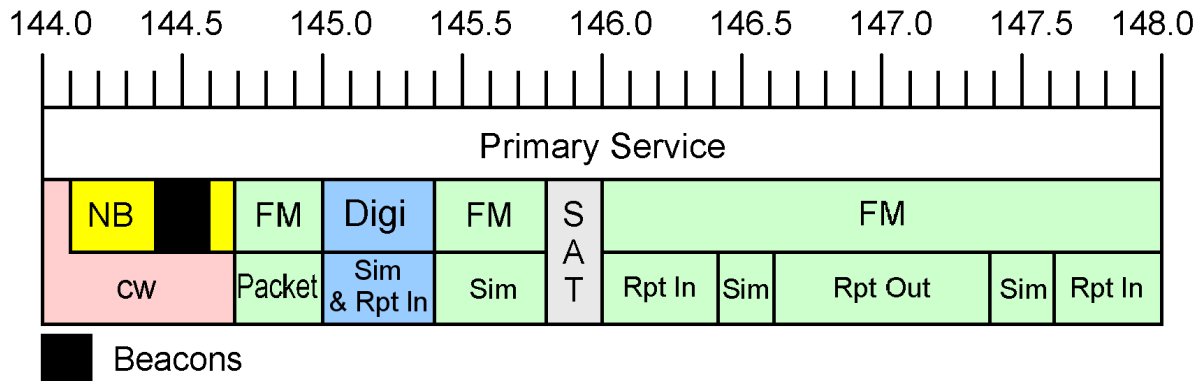 144.0 144.5 145.0 145.5 146.0 146.5 147.0 147.5 148.0
Primary Service
NB FM Digi FM SAT FM
cw Packet Sim & Rpt In Sim Rpt In Sim Rpt Out Sim Rpt In
Beacons